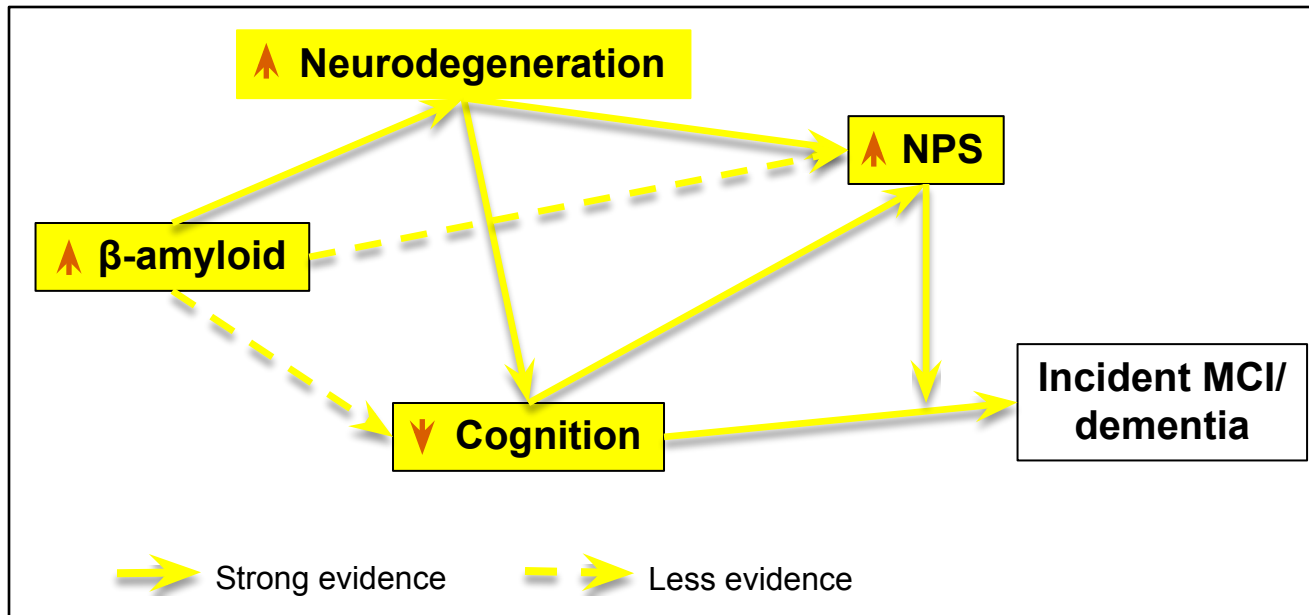 Neurodegeneration
NPS
β-amyloid
Incident MCI/
dementia
Cognition
Strong evidence
Less evidence